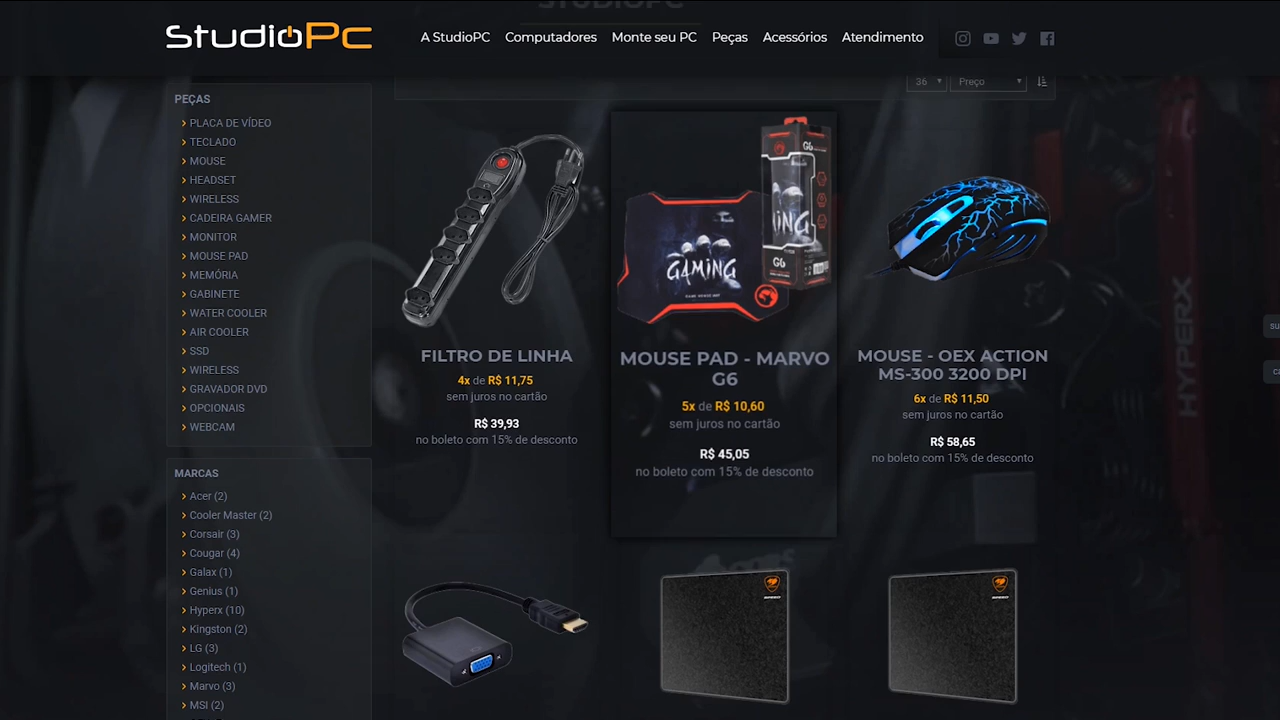 STUDIOPC
StudioPc
A StudioPC
Computadores
Monte seu PC
Peças
Acessórios
Atendimento
36
Preço
PEÇAS
PLACA DE VÍDEO
TECLADO
MOUSE
HEADSET
WIRELESS
CADEIRA GAMER
MONITOR
MOUSE PAD
MEMÓRIA
GABINETE
WATER COOLER
AIR COOLER
SSD
WIRELESS
GRAVADOR DVD
OPCIONAIS
WEBCAM
MARCAS
Acer (2)
Cooler Master (2)
Corsair (3)
Cougar (4)
Galax (1)
Genius (1)
Hyperx (10)
Kingston (2)
LG (3)
Logitech (1)
Marvo (3)
MSI (2)
FILTRO DE LINHA
4x de R$ 11,75
sem juros no cartão
R$ 39,93
no boleto com 15% de desconto
G6
GAMING
GAMING
G6
MOUSE PAD - MARVO
G6
5x de R$ 10,60
sem juros no cartão
R$ 45,05
no boleto com 15% de desconto
MOUSE - OEX ACTION
MS-300 3200 DPI
6x de R$ 11,50
sem juros no cartão
R$ 58,65
no boleto com 15% de desconto
HYPERX
SPEED
SPEED